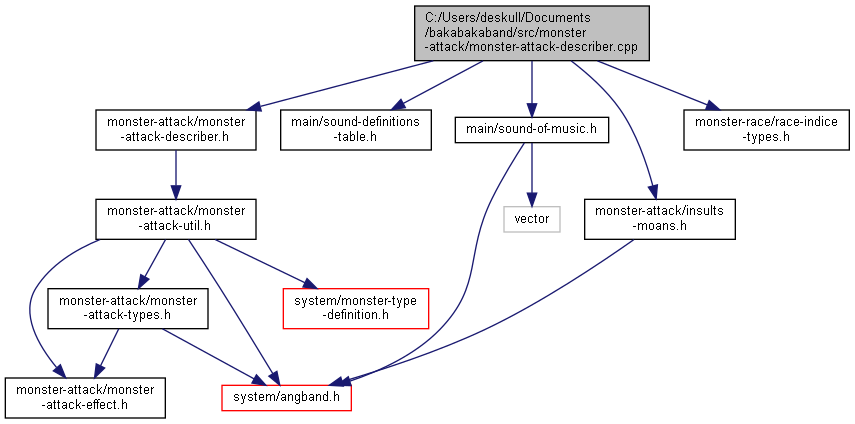 C:/Users/deskull/Documents
/bakabakaband/src/monster
-attack/monster-attack-describer.cpp
monster-attack/monster
-attack-describer.h
main/sound-definitions
-table.h
main/sound-of-music.h
monster-race/race-indice
-types.h
monster-attack/monster
-attack-util.h
vector
monster-attack/insults
-moans.h
monster-attack/monster
-attack-types.h
system/monster-type
-definition.h
monster-attack/monster
-attack-effect.h
system/angband.h